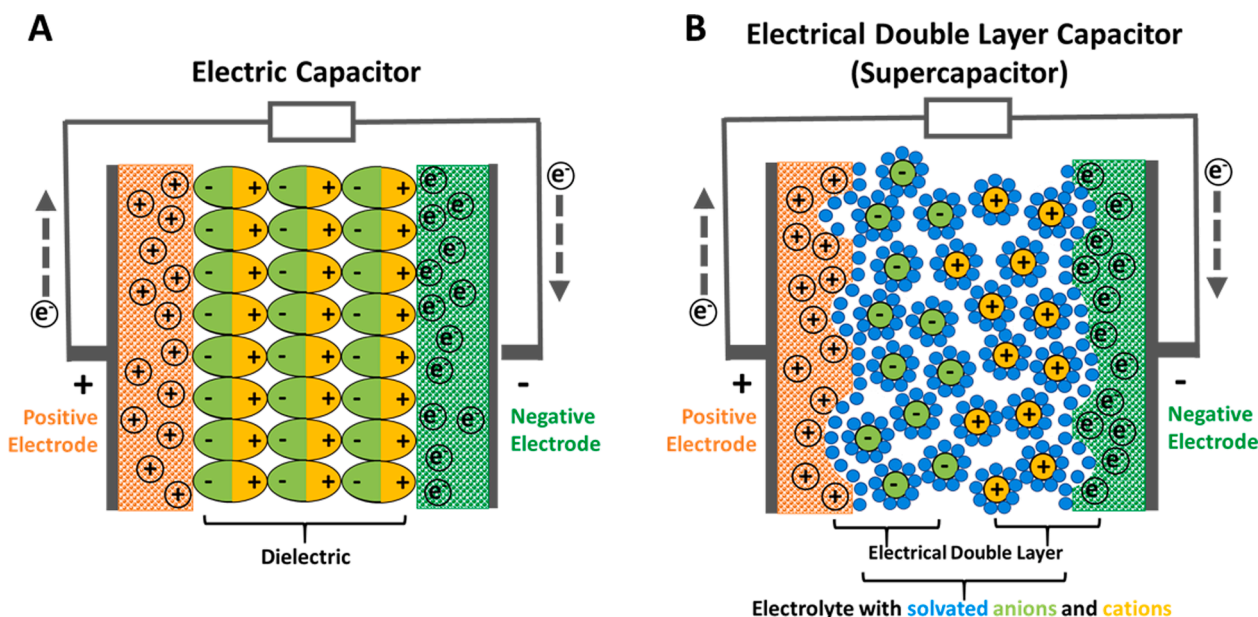 A
Electric Capacitor
e-
e-
+
Positive
Electrode
-
Negative
Electrode
Dielectric
B
Electrical Double Layer Capacitor
(Supercapacitor)
e-
e-
+
Positive
Electrode
-
Negative
Electrode
Electrical Double Layer
Electrolyte with solvated anions and cations